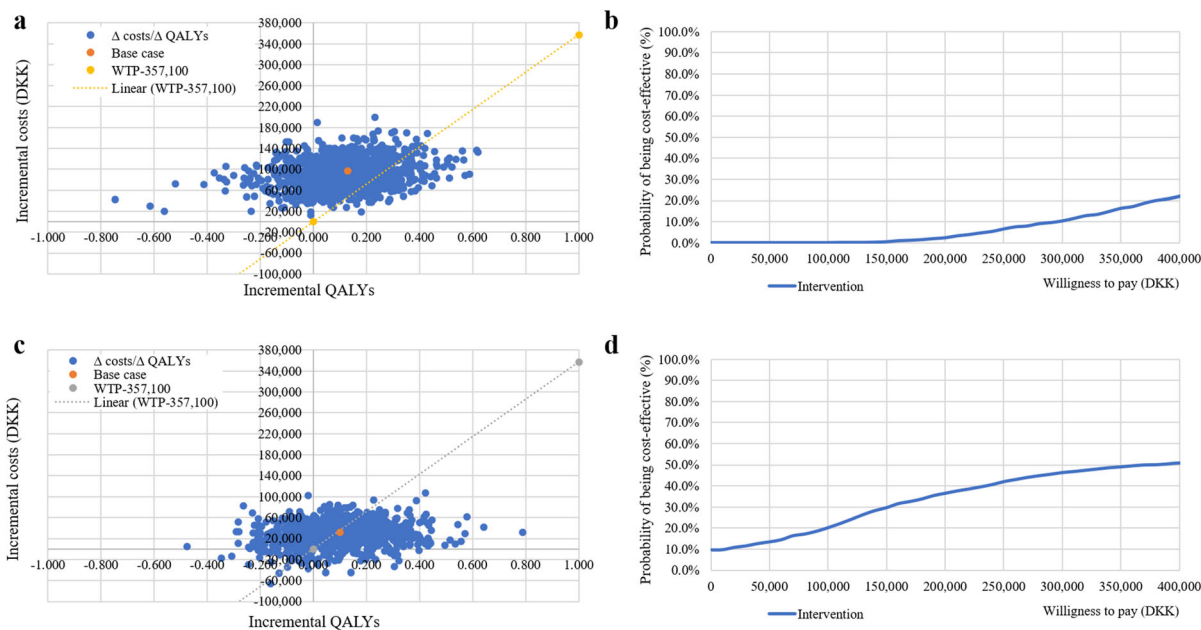 a
Incremental costs (DKK)
380,000
360,000
300,000
260,000
220,000
180,000
140,000
100,000
60,000
20,000
-20,000
-60,000
-100,000
Δ costs/Δ QALYs
Base case
WTP-357,100
Linear (WTP-357,100)
-1.000 -0.800 -0.600 -0.400 -0.200 0.000 0.200 0.400 0.600 0.800 1.000
Incremental QALYs
b
Probability of being cost-effective (%)
100.0%
90.0%
80.0%
70.0%
60.0%
50.0%
40.0%
30.0%
20.0%
10.0%
0.0%
0 50,000 100,000 150,000 200,000 250,000 300,000 350,000 400,000
Intervention
Willigness to pay (DKK)
c
Incremental costs (DKK)
380,000
340,000
300,000
260,000
220,000
180,000
140,000
100,000
60,000
20,000
-20,000
-60,000
-100,000
Δ costs/Δ QALYs
Base case
WTP-357,100
Linear (WTP-357,100)
-1.000 -0.800 -0.600 -0.400 -0.200 0.000 0.200 0.400 0.600 0.800 1.000
Incremental QALYs
d
Probability of being cost-effective (%)
100.0%
90.0%
80.0%
70.0%
60.0%
50.0%
40.0%
30.0%
20.0%
10.0%
0.0%
0 50,000 100,000 150,000 200,000 250,000 300,000 350,000 400,000
Intervention
Willigness to pay (DKK)